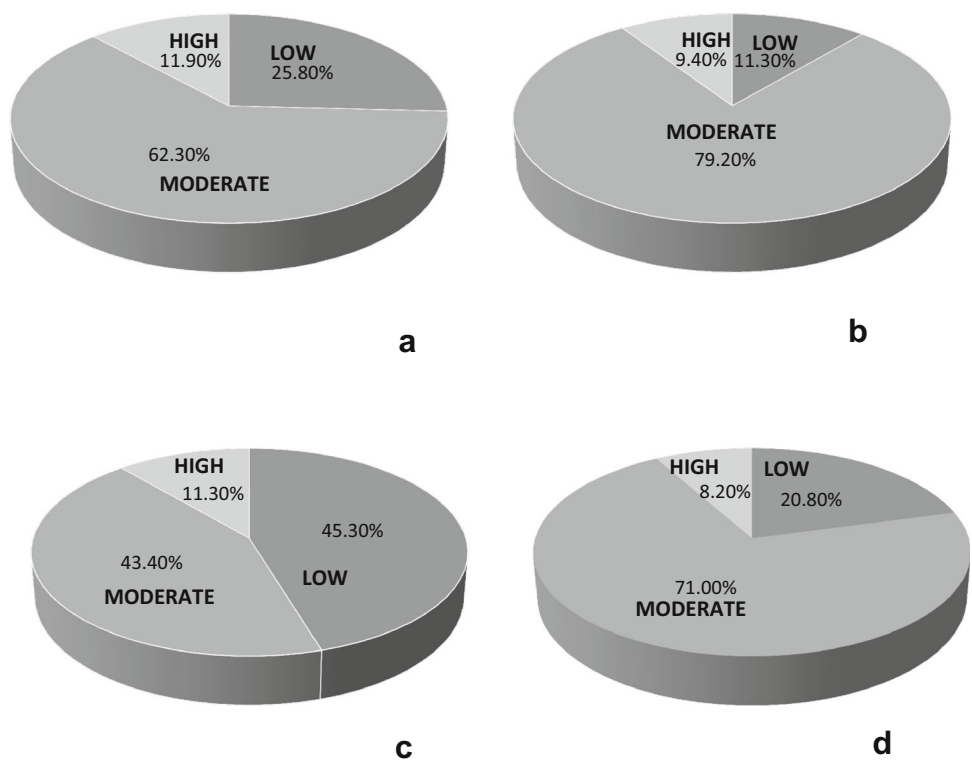 HIGH
11.90%
LOW
25.80%
62.30%
MODERATE
a
HIGH
9.40%
LOW
11.30%
MODERATE
79.20%
b
HIGH
11.30%
45.30%
LOW
43.40%
MODERATE
c
HIGH
8.20%
LOW
20.80%
71.00%
MODERATE
d